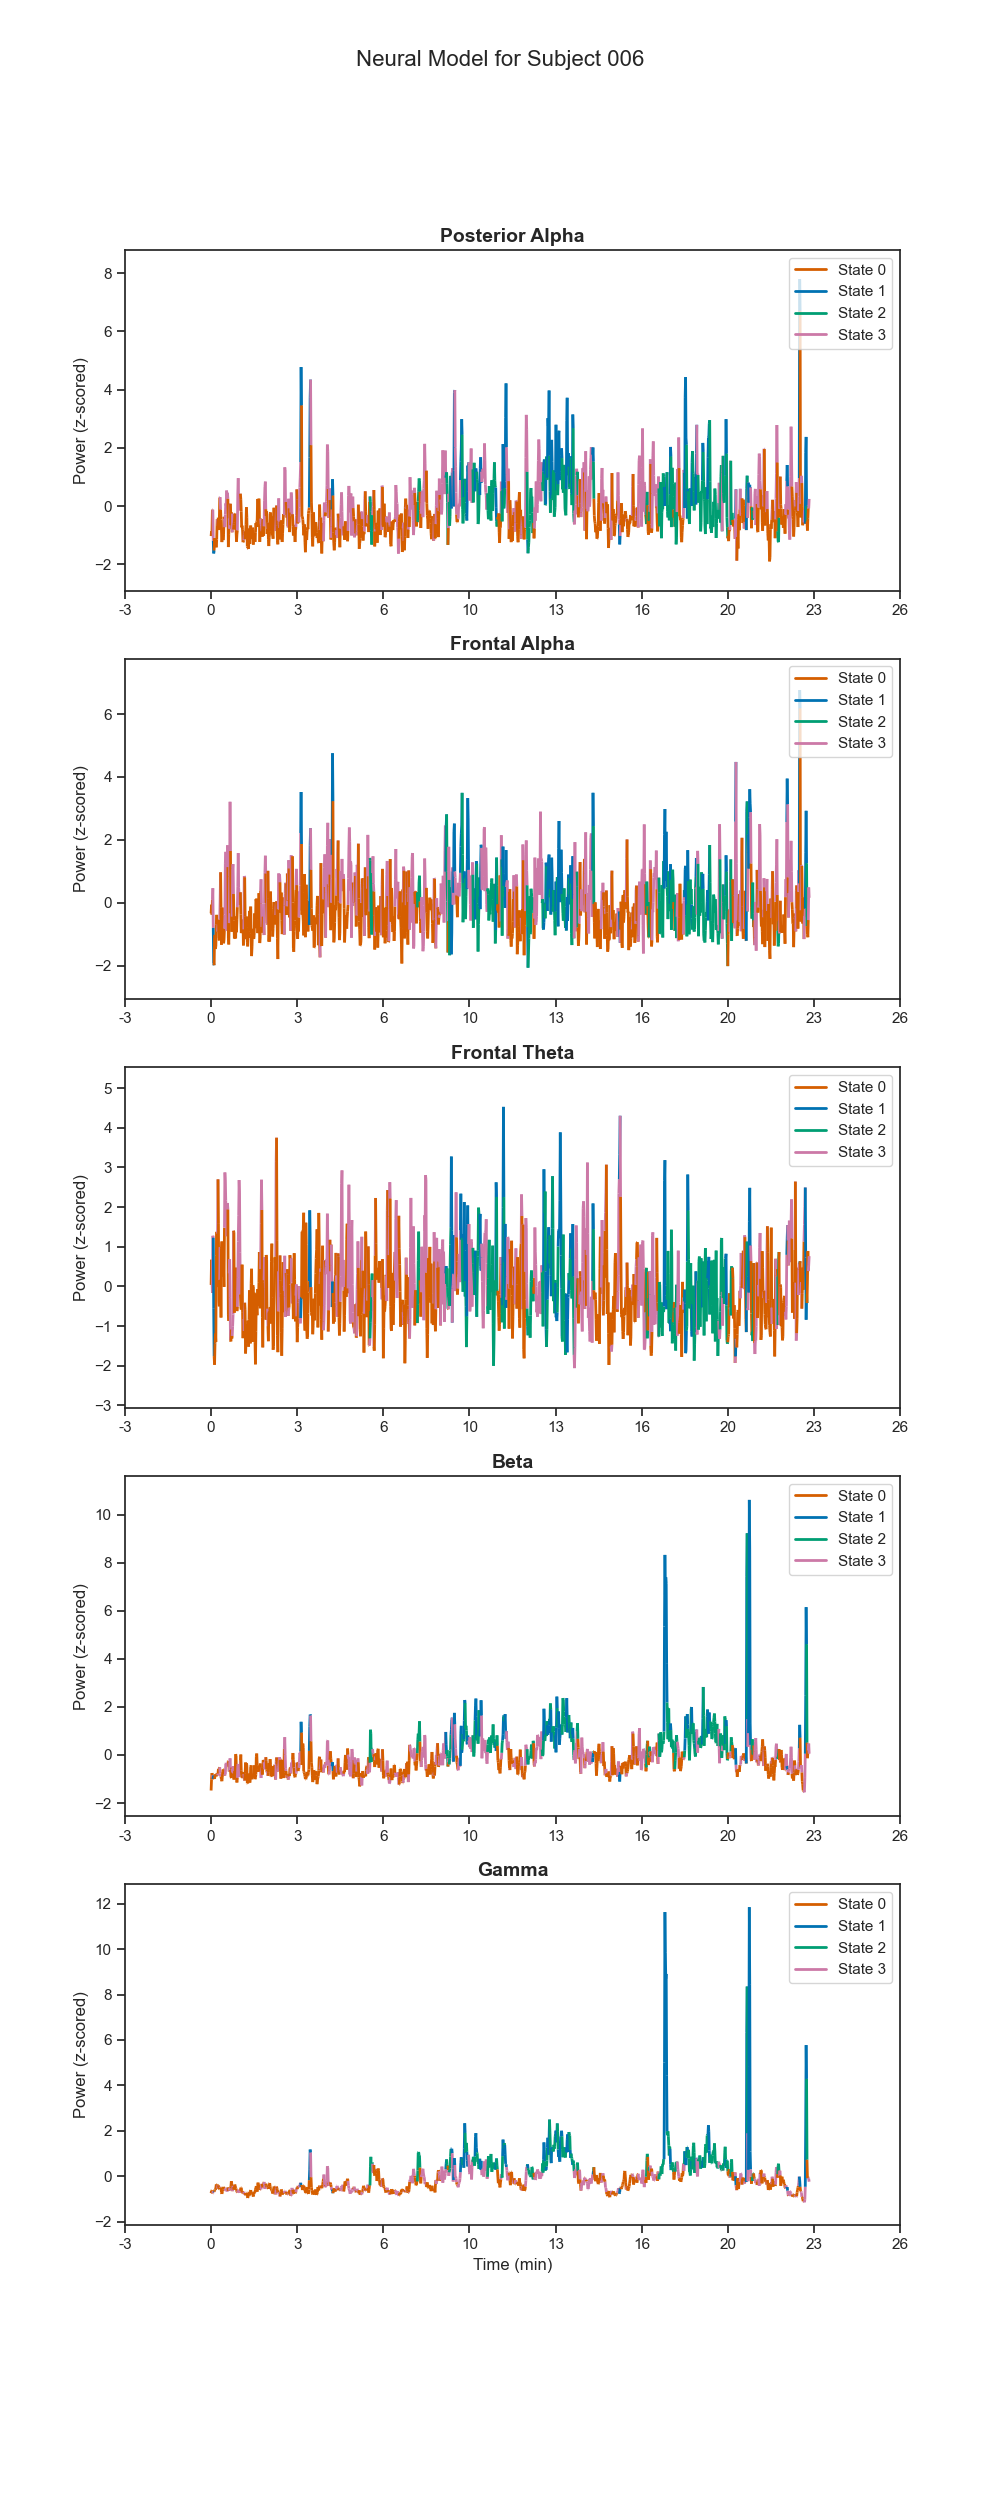 Neural Model for Subject 006
Posterior Alpha
8
6
4
2
0
−2
Power (z-scored)
State 0
State 1
State 2
State 3
-3 0 3 6 10 13 16 20 23 26
Frontal Alpha
6
4
2
0
−2
Power (z-scored)
State 0
State 1
State 2
State 3
-3 0 3 6 10 13 16 20 23 26
Frontal Theta
5
4
3
2
1
0
−1
−2
−3
Power (z-scored)
State 0
State 1
State 2
State 3
-3 0 3 6 10 13 16 20 23 26
Beta
10
8
6
4
2
0
−2
Power (z-scored)
State 0
State 1
State 2
State 3
-3 0 3 6 10 13 16 20 23 26
Gamma
12
10
8
6
4
2
0
−2
Power (z-scored)
State 0
State 1
State 2
State 3
-3 0 3 6 10 13 16 20 23 26
Time (min)